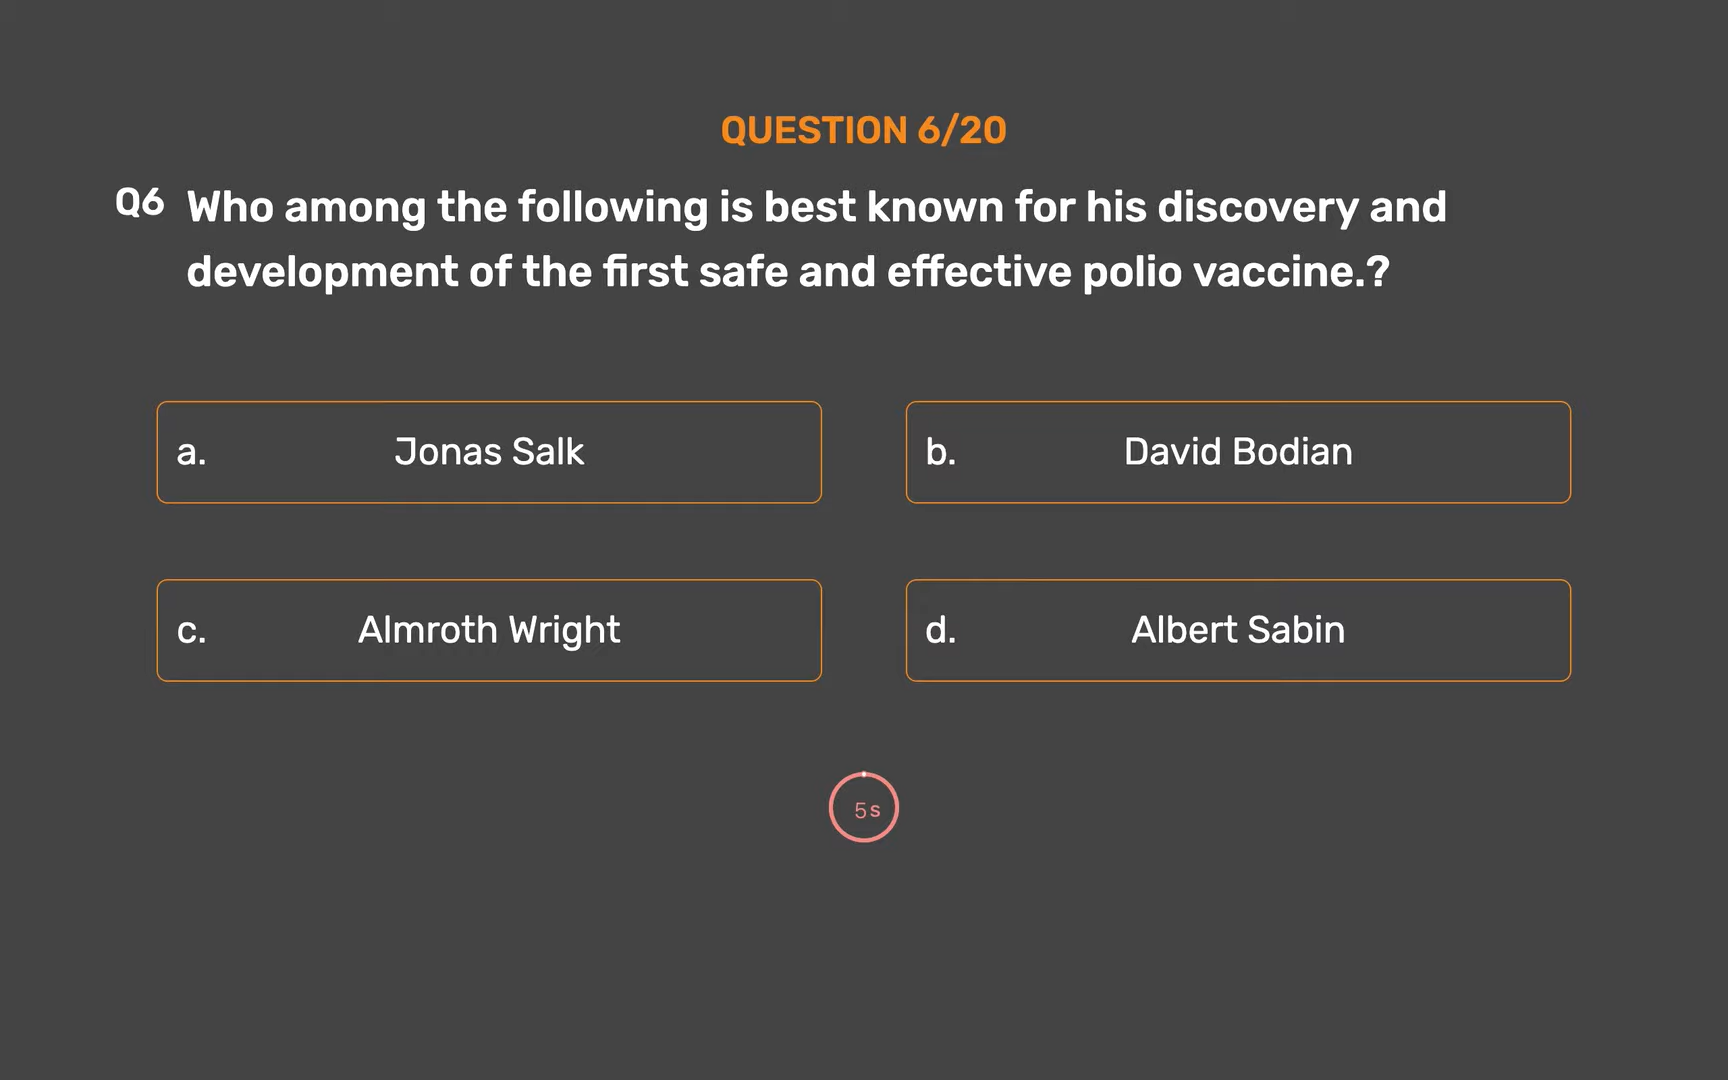 QUESTION 6/20
Q6 Who among the following is best known for his discovery and
development of the first safe and effective polio vaccine.?
a. Jonas Salk
b. David Bodian
c. Almroth Wright
d. Albert Sabin
5s